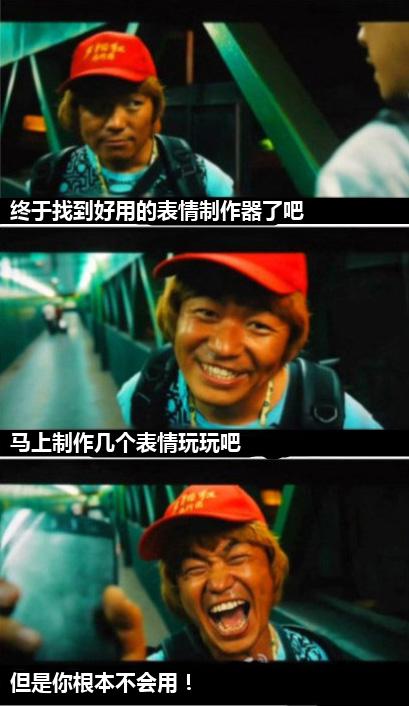 终于找到好用的表情制作器了吧
马上制作几个表情玩玩吧
但是你根本不会用！